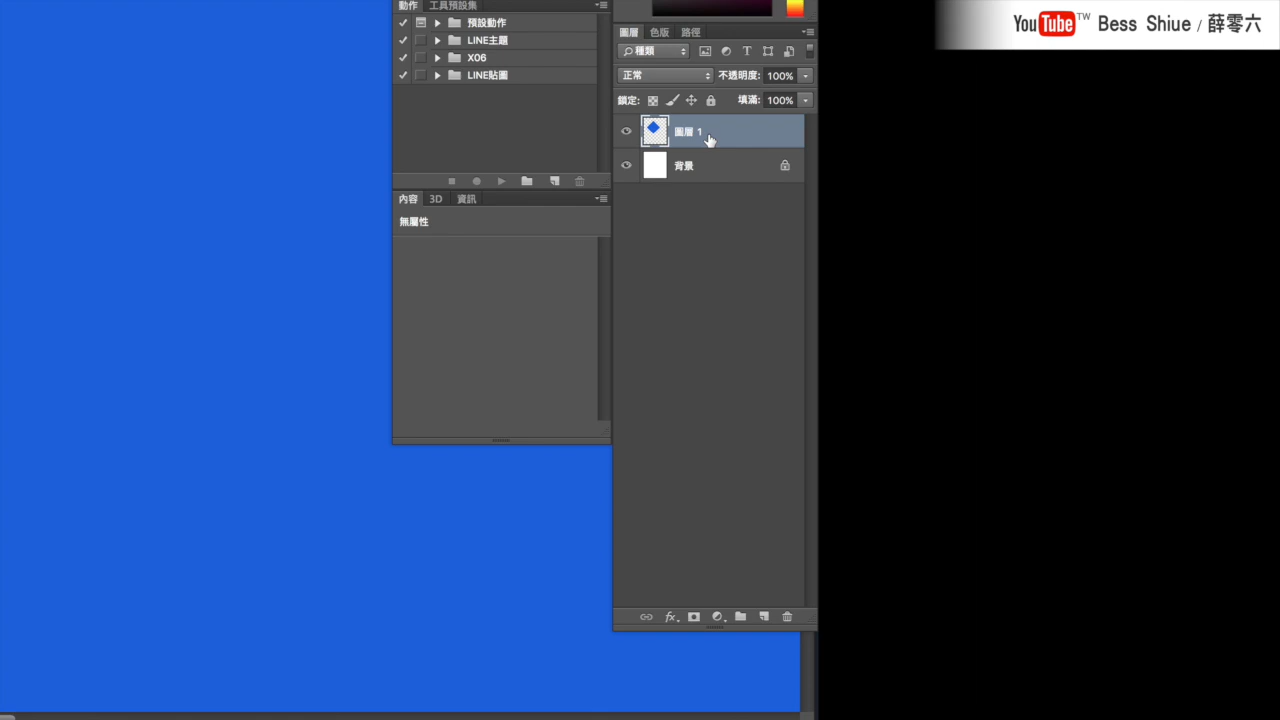 動作 工具預設集
預設動作
LINE主題
X06
LINE貼圖
內容 3D 資訊
無屬性
圖層 色版 路徑
種類
正常 不透明度: 100%
鎖定: 填滿: 100%
圖層 1
背景
fx
YouTube TW Bess Shiue / 薛零六